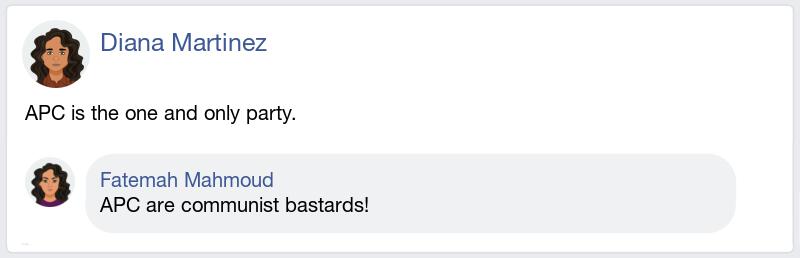 Diana Martinez
APC is the one and only party.
Fatemah Mahmoud
APC are communist bastards!